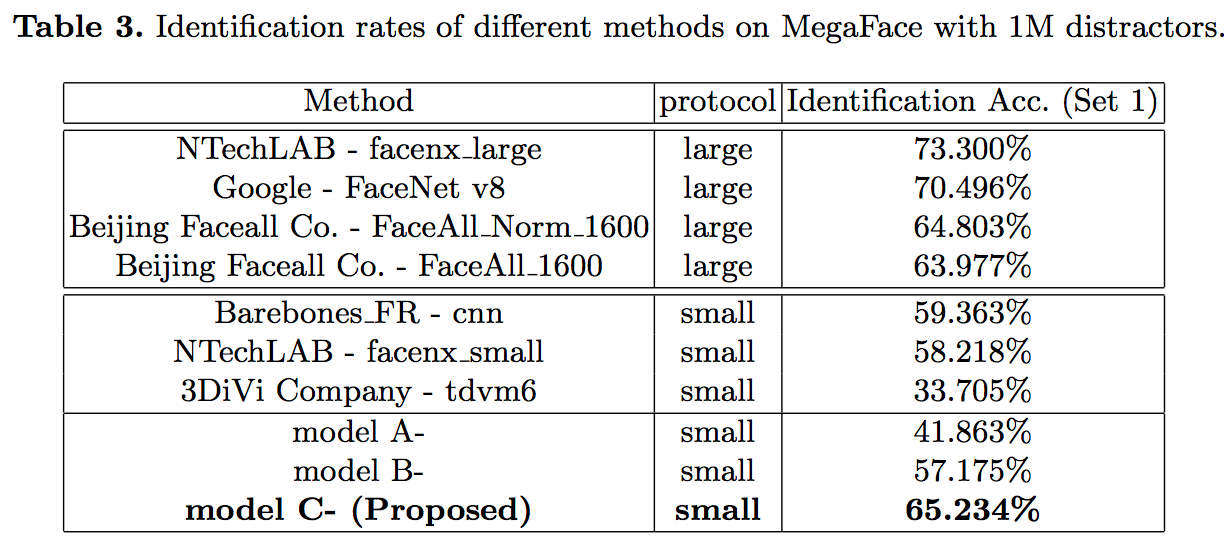 Table 3. Identification rates of different methods on MegaFace with 1M distractors.
Method protocol Identification Acc. (Set 1)
NTechLAB - facenx_large large 73.300%
Google - FaceNet v8 large 70.496%
Beijing Faceall Co. - FaceAll_Norm_1600 large 64.803%
Beijing Faceall Co. - FaceAll_1600 large 63.977%
Barebones_FR - cnn small 59.363%
NTechLAB - facenx_small small 58.218%
3DiVi Company - tdvm6 small 33.705%
model A- small 41.863%
model B- small 57.175%
model C- (Proposed) small 65.234%